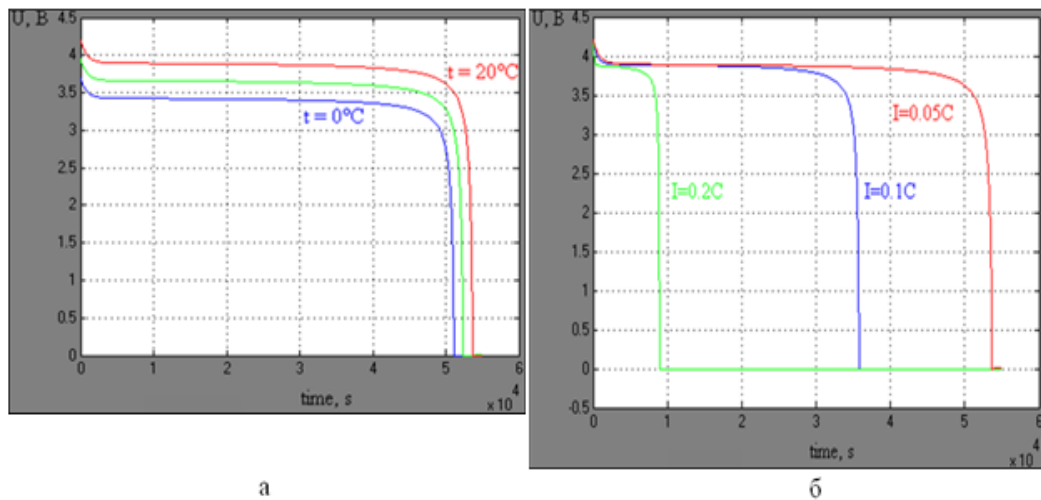 U, B
4.5
4
3.5
3
2.5
2
1.5
1
0.5
0
t = 20°C
t = 0°C
0 1 2 3 4 5 6
time, s
x 10 4
а
U, B
4.5
4
3.5
3
2.5
2
1.5
1
0.5
0
-0.5
I=0.05C
I=0.2C
I=0.1C
0 1 2 3 4 5 6
time, s
x 10 4
б